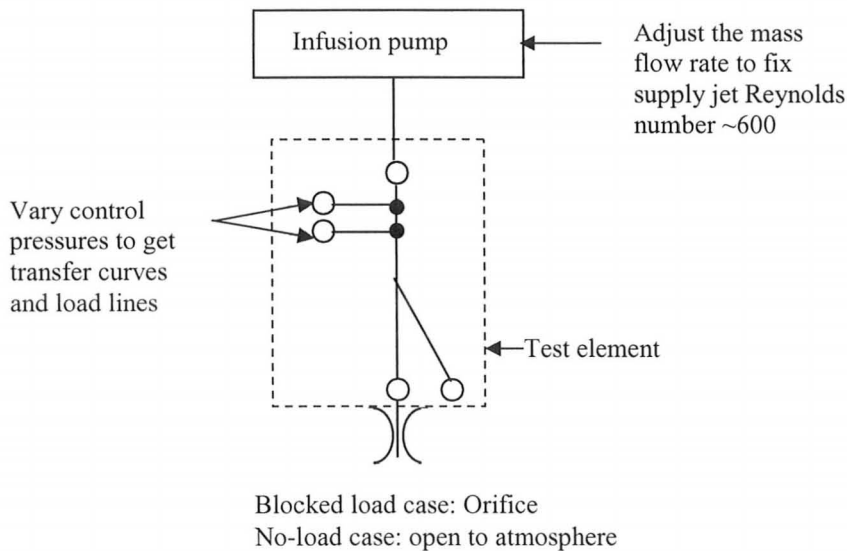 Infusion pump
Adjust the mass
flow rate to fix
supply jet Reynolds
number ~600
Vary control
pressures to get
transfer curves
and load lines
Test element
Blocked load case: Orifice
No-load case: open to atmosphere